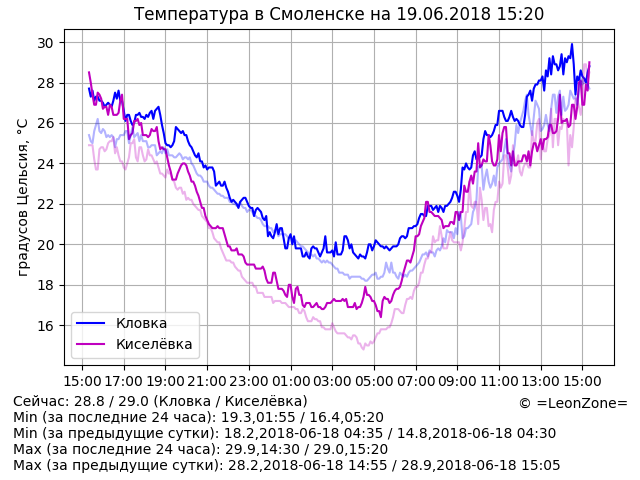 Температура в Смоленске на 19.06.2018 15:20
градусов Цельсия, °C
30
28
26
24
22
20
18
16
Кловка
Киселёвка
15:00 17:00 19:00 21:00 23:00 01:00 03:00 05:00 07:00 09:00 11:00 13:00 15:00
Сейчас: 28.8 / 29.0 (Кловка / Киселёвка)
© =LeonZone=
Min (за последние 24 часа): 19.3,01:55 / 16.4,05:20
Min (за предыдущие сутки): 18.2,2018-06-18 04:35 / 14.8,2018-06-18 04:30
Max (за последние 24 часа): 29.9,14:30 / 29.0,15:20
Max (за предыдущие сутки): 28.2,2018-06-18 14:55 / 28.9,2018-06-18 15:05